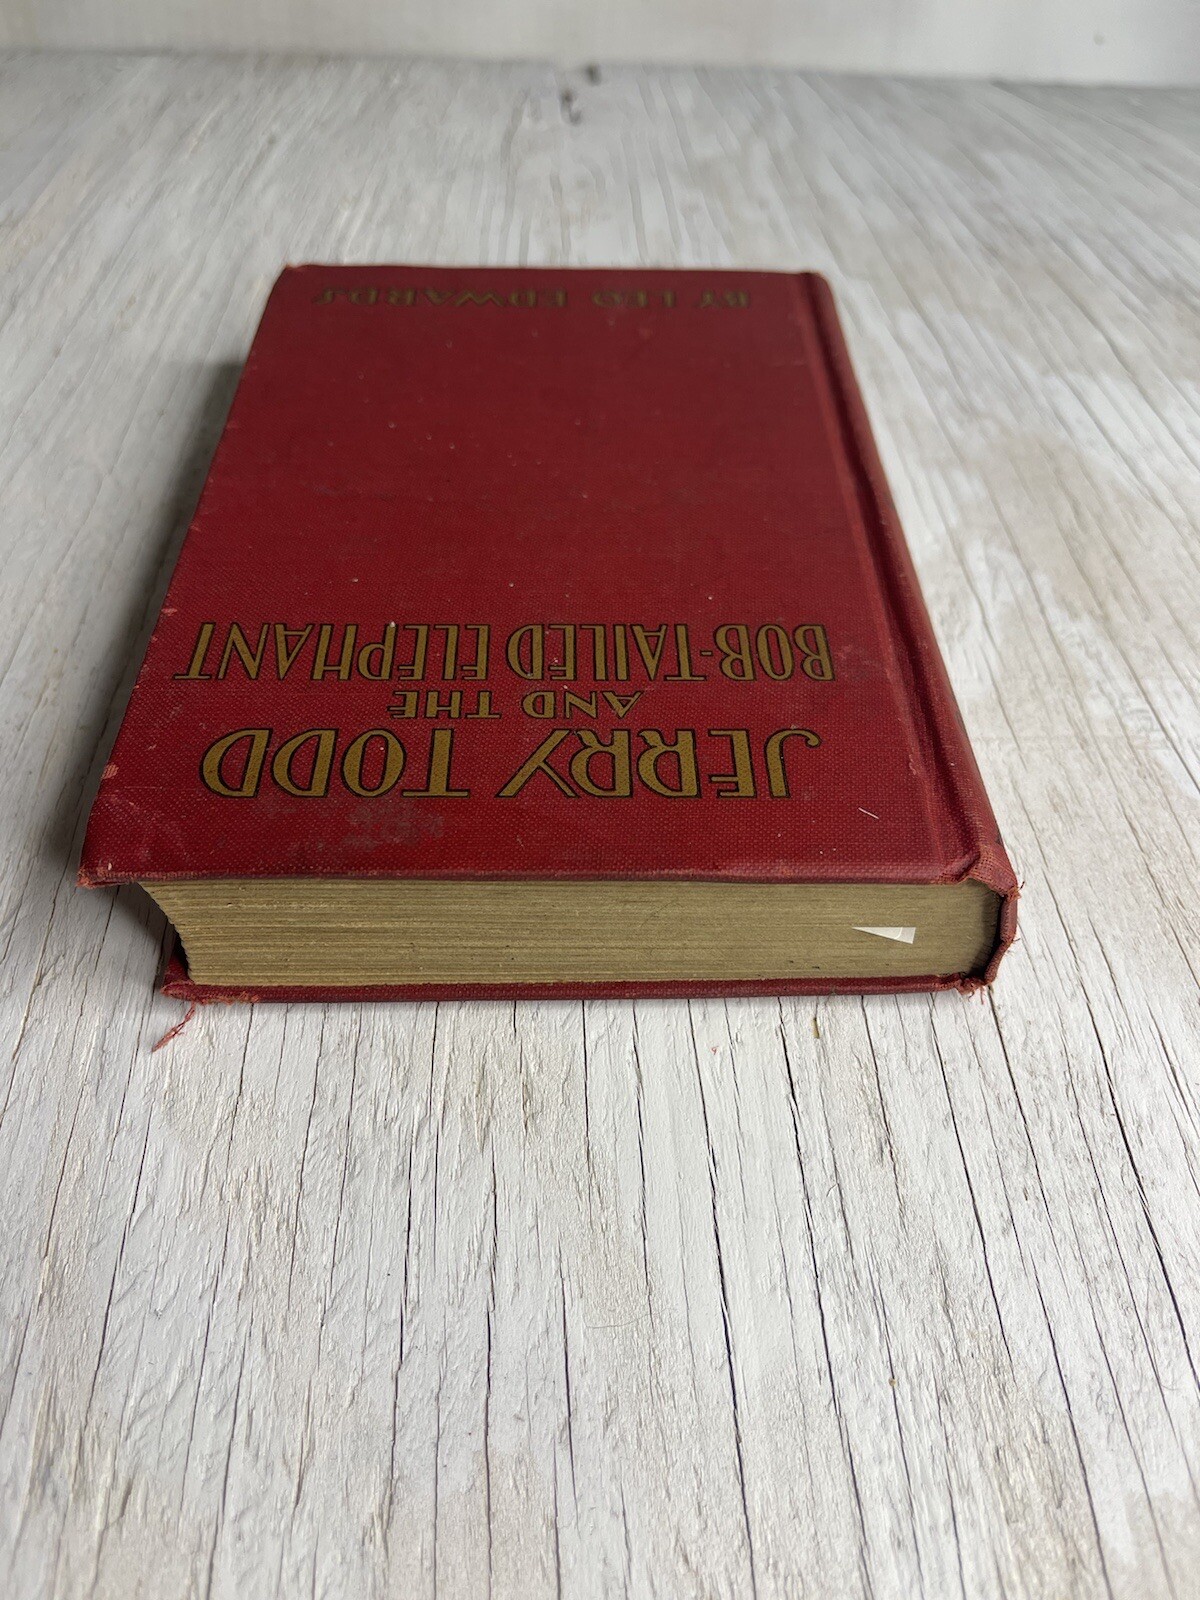 JERRY TODD
AND THE
BOB-TAILED ELEPHANT
BY LEO EDWARDS